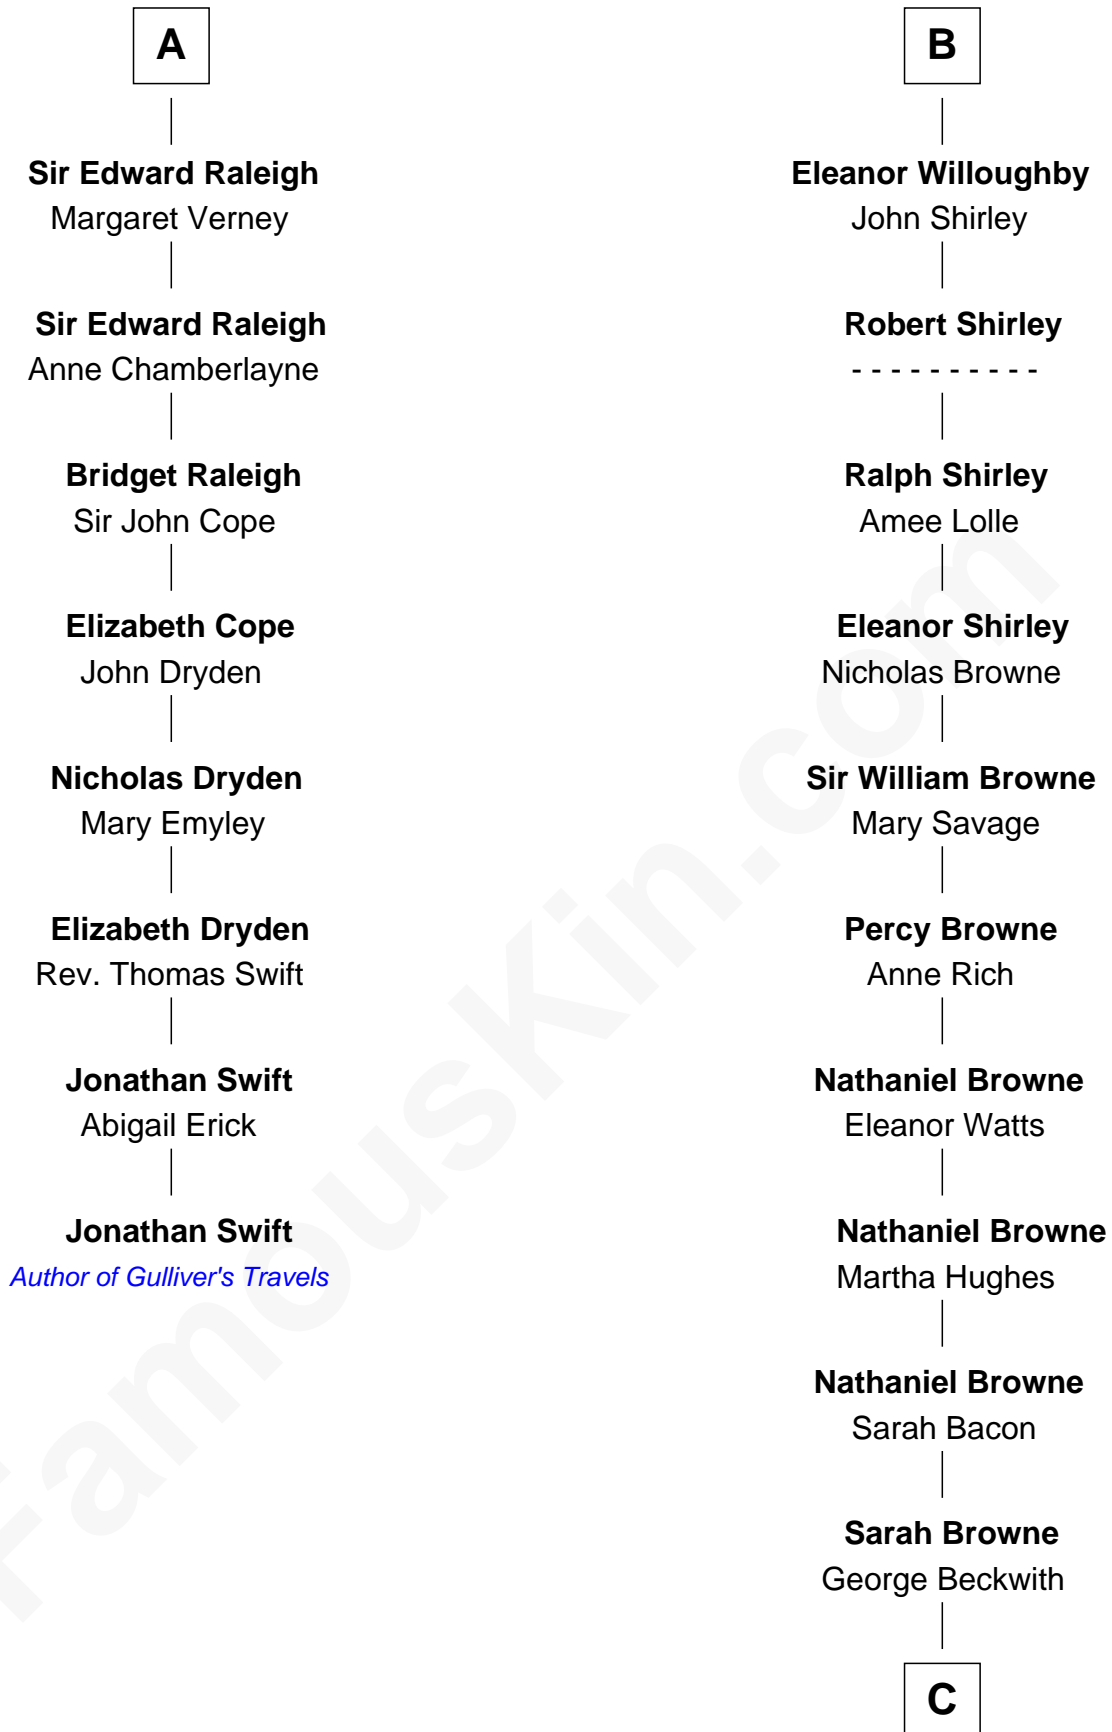 A
Sir Edward Raleigh
Margaret Verney
Sir Edward Raleigh
Anne Chamberlayne
Bridget Raleigh
Sir John Cope
Elizabeth Cope
John Dryden
Nicholas Dryden
Mary Emyley
Elizabeth Dryden
Rev. Thomas Swift
Jonathan Swift
Abigail Erick
Jonathan Swift
Author of Gulliver's Travels
B
Eleanor Willoughby
John Shirley
Robert Shirley
- - - - - - - - - -
Ralph Shirley
Amee Lolle
Eleanor Shirley
Nicholas Browne
Sir William Browne
Mary Savage
Percy Browne
Anne Rich
Nathaniel Browne
Eleanor Watts
Nathaniel Browne
Martha Hughes
Nathaniel Browne
Sarah Bacon
Sarah Browne
George Beckwith
C
FamousKin.com